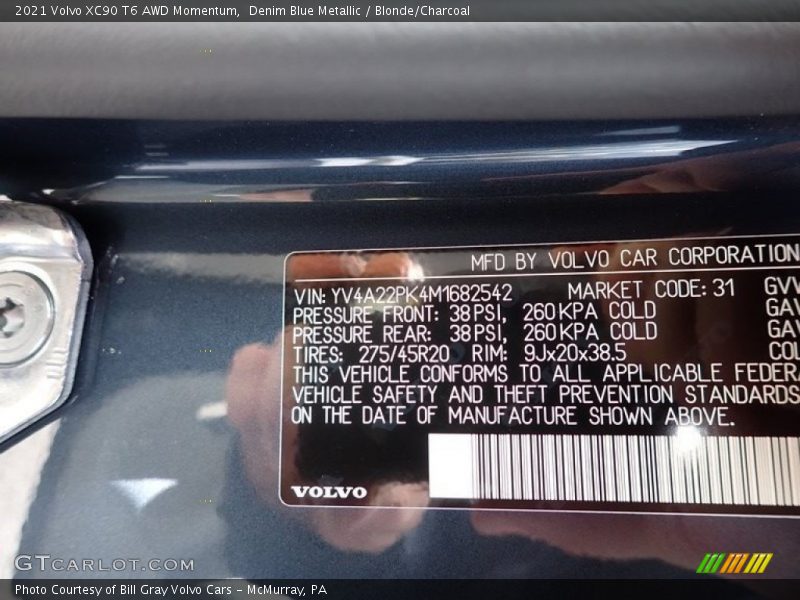 2021 Volvo XC90 T6 AWD Momentum, Denim Blue Metallic / Blonde/Charcoal
MFD BY VOLVO CAR CORPORATION
VIN: YV4A22PK4M1682542 MARKET CODE: 31
PRESSURE FRONT: 38 PSI, 260 KPA COLD
PRESSURE REAR: 38 PSI, 260 KPA COLD
TIRES: 275/45R20 RIM: 9Jx20x38.5
THIS VEHICLE CONFORMS TO ALL APPLICABLE
VEHICLE SAFETY AND THEFT PREVENTION STANDARDS
ON THE DATE OF MANUFACTURE SHOWN ABOVE.
VOLVO
GTCARLOT.COM
Photo Courtesy of Bill Gray Volvo Cars – McMurray, PA